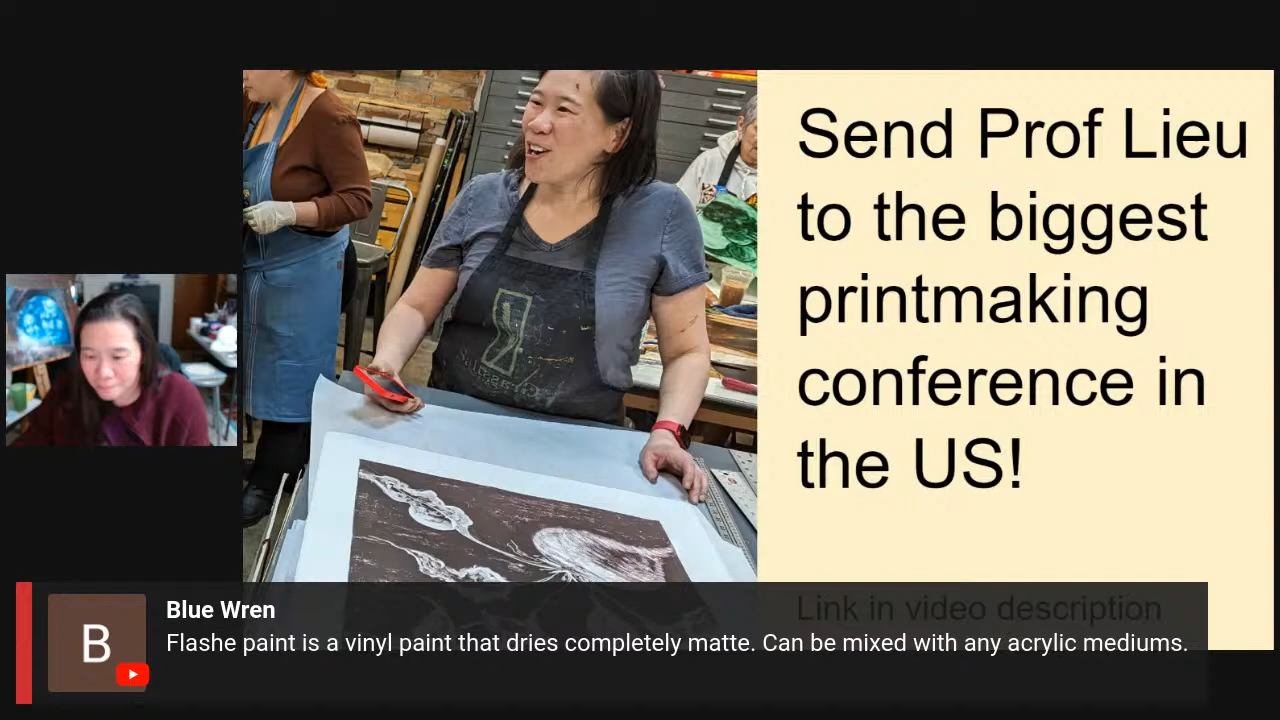 Send Prof Lieu
to the biggest
printmaking
conference in
the US!
Link in video description
B
Blue Wren
Flashe paint is a vinyl paint that dries completely matte. Can be mixed with any acrylic mediums.